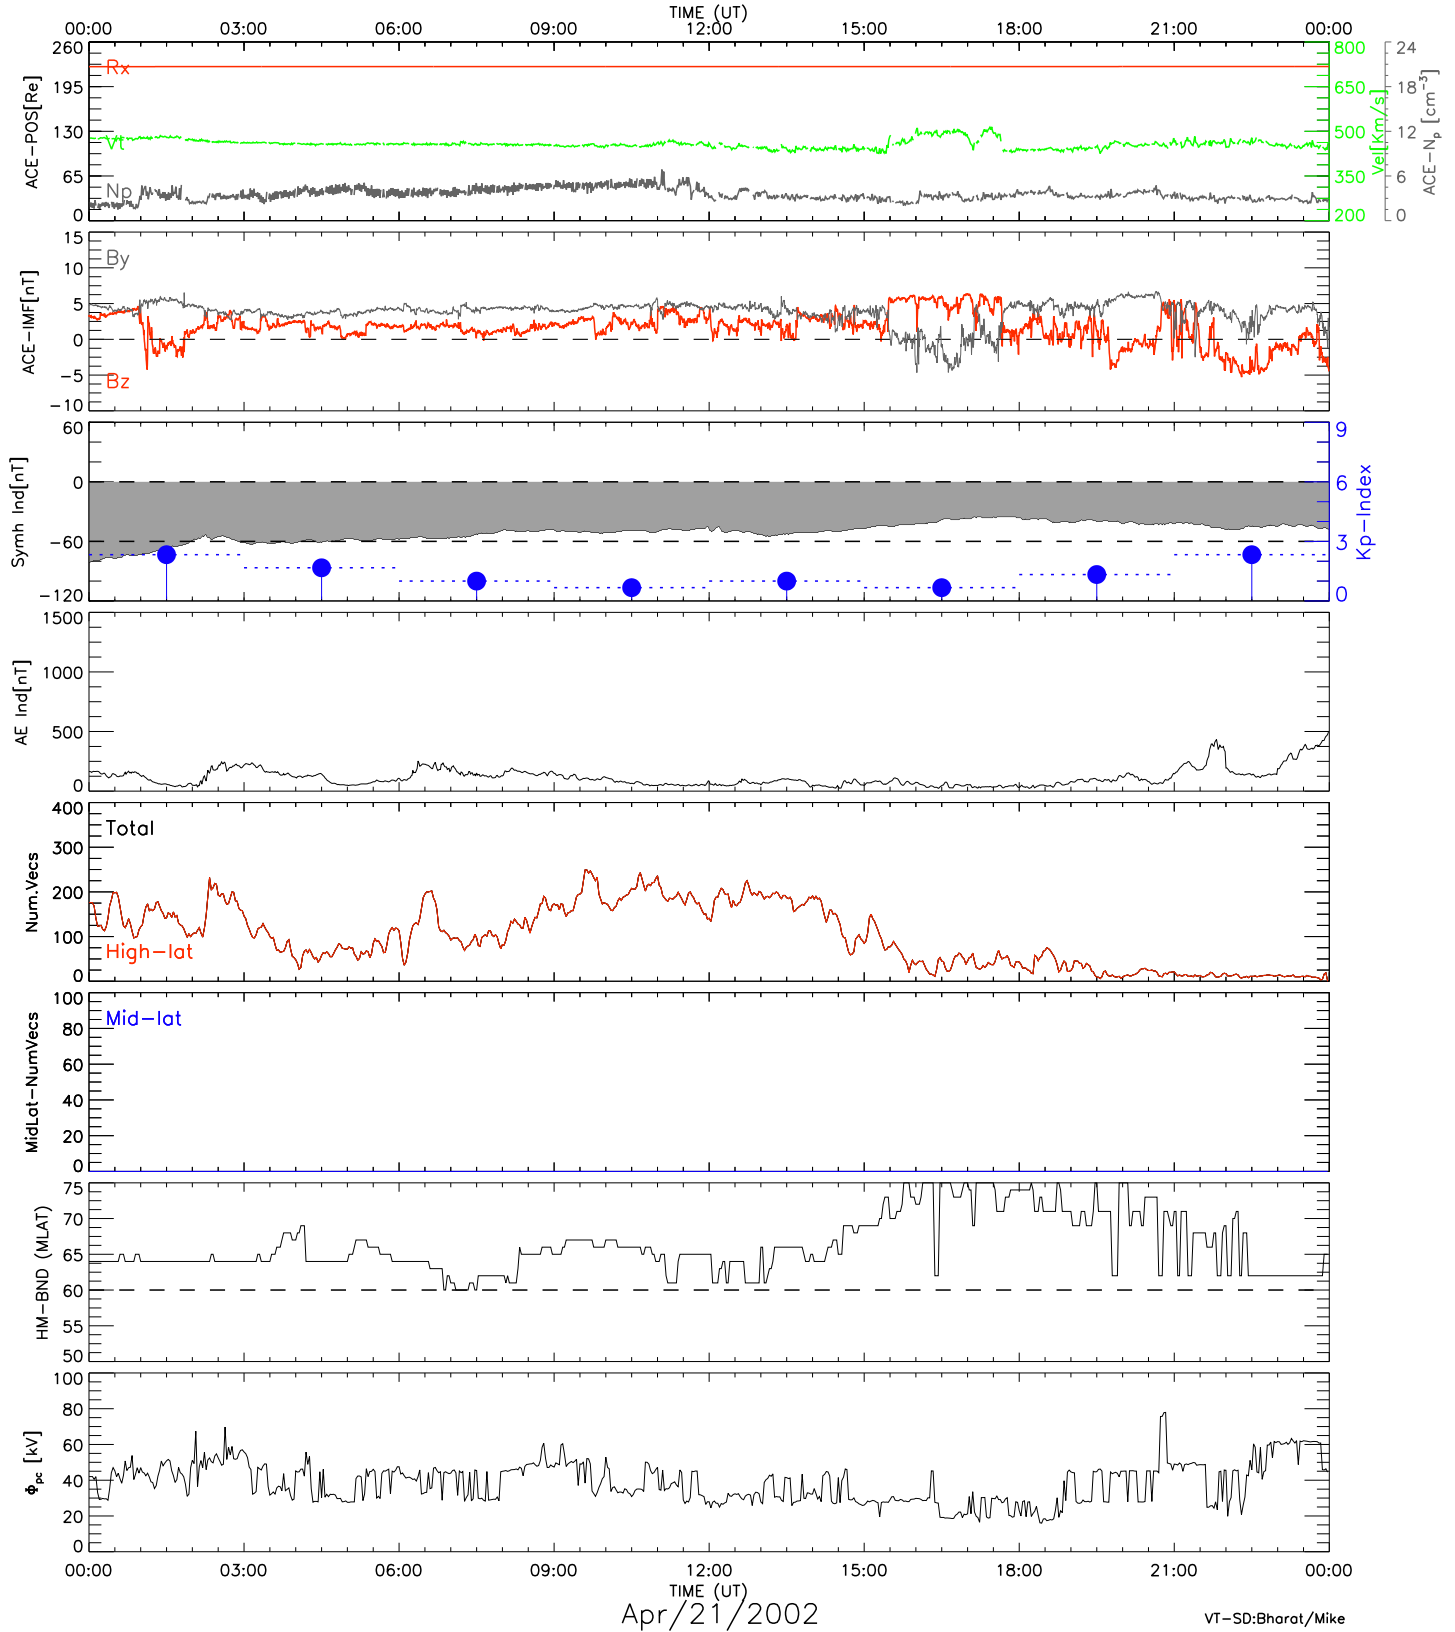 TIME (UT)
00:00 03:00 06:00 09:00 12:00 15:00 18:00 21:00 00:00
ACE-POS[Re]
260
195
130
65
0
Rx
Np
800
650
500
350
200
Vel[Km/s]
24
18
12
6
0
ACE-Np [cm-3]
ACE-IMF[nT]
15
10
5
0
-5
-10
By
Bz
Symh Ind[nT]
60
0
-60
-120
9
6
3
0
Kp-Index
AE Ind[nT]
1500
1000
500
0
Num.Vecs
400
300
200
100
0
Total
High-lat
MidLat-NumVecs
100
80
60
40
20
0
Mid-lat
HM-BND (MLAT)
75
70
65
60
55
50
Φpc [kV]
100
80
60
40
20
0
00:00 03:00 06:00 09:00 12:00 15:00 18:00 21:00 00:00
TIME (UT)
Apr/21/2002
VT-SD:Bharat/Mike